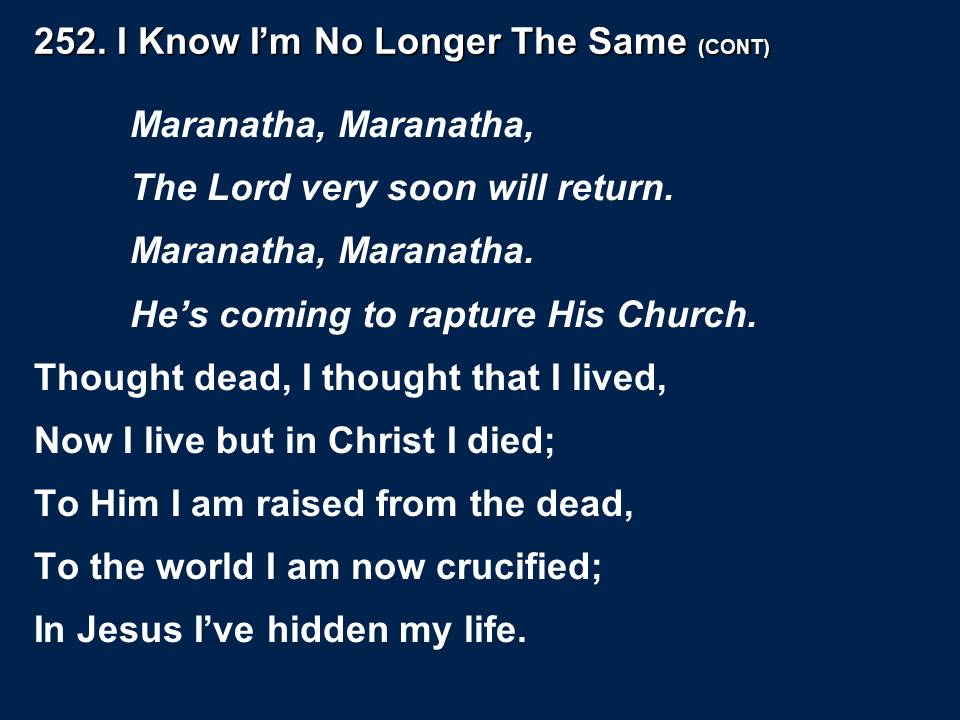 252. I Know I’m No Longer The Same (CONT)
Maranatha, Maranatha,
The Lord very soon will return.
Maranatha, Maranatha.
He’s coming to rapture His Church.
Thought dead, I thought that I lived,
Now I live but in Christ I died;
To Him I am raised from the dead,
To the world I am now crucified;
In Jesus I’ve hidden my life.